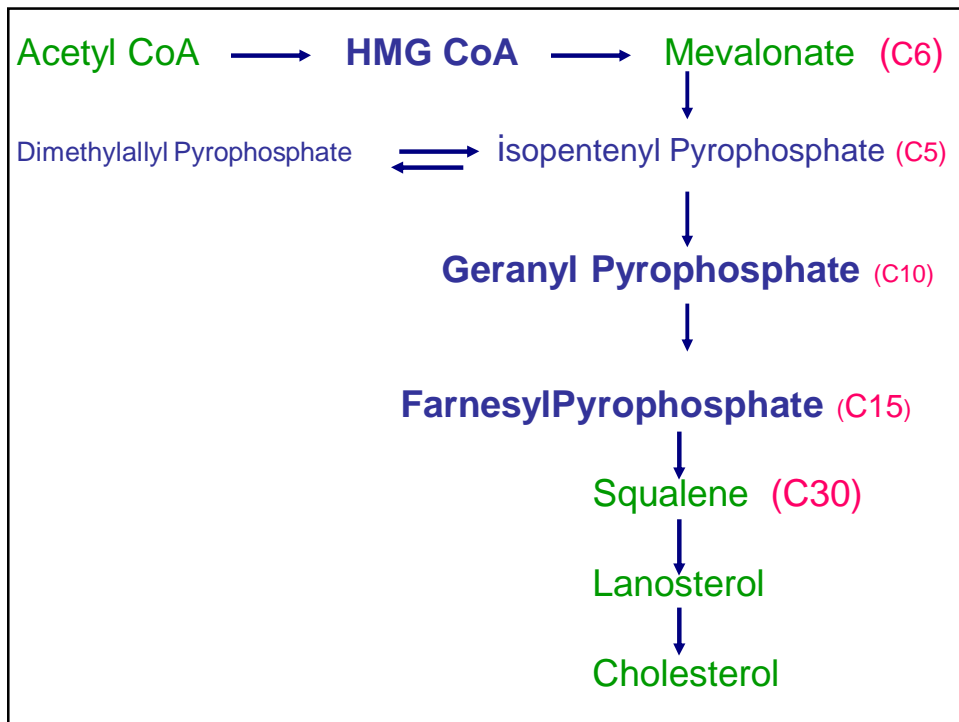 Acetyl CoA HMG CoA Mevalonate (C6)
Dimethylallyl Pyrophosphate isopentenyl Pyrophosphate (C5)
Geranyl Pyrophosphate (C10)
FarnesylPyrophosphate (C15)
Squalene (C30)
Lanosterol
Cholesterol